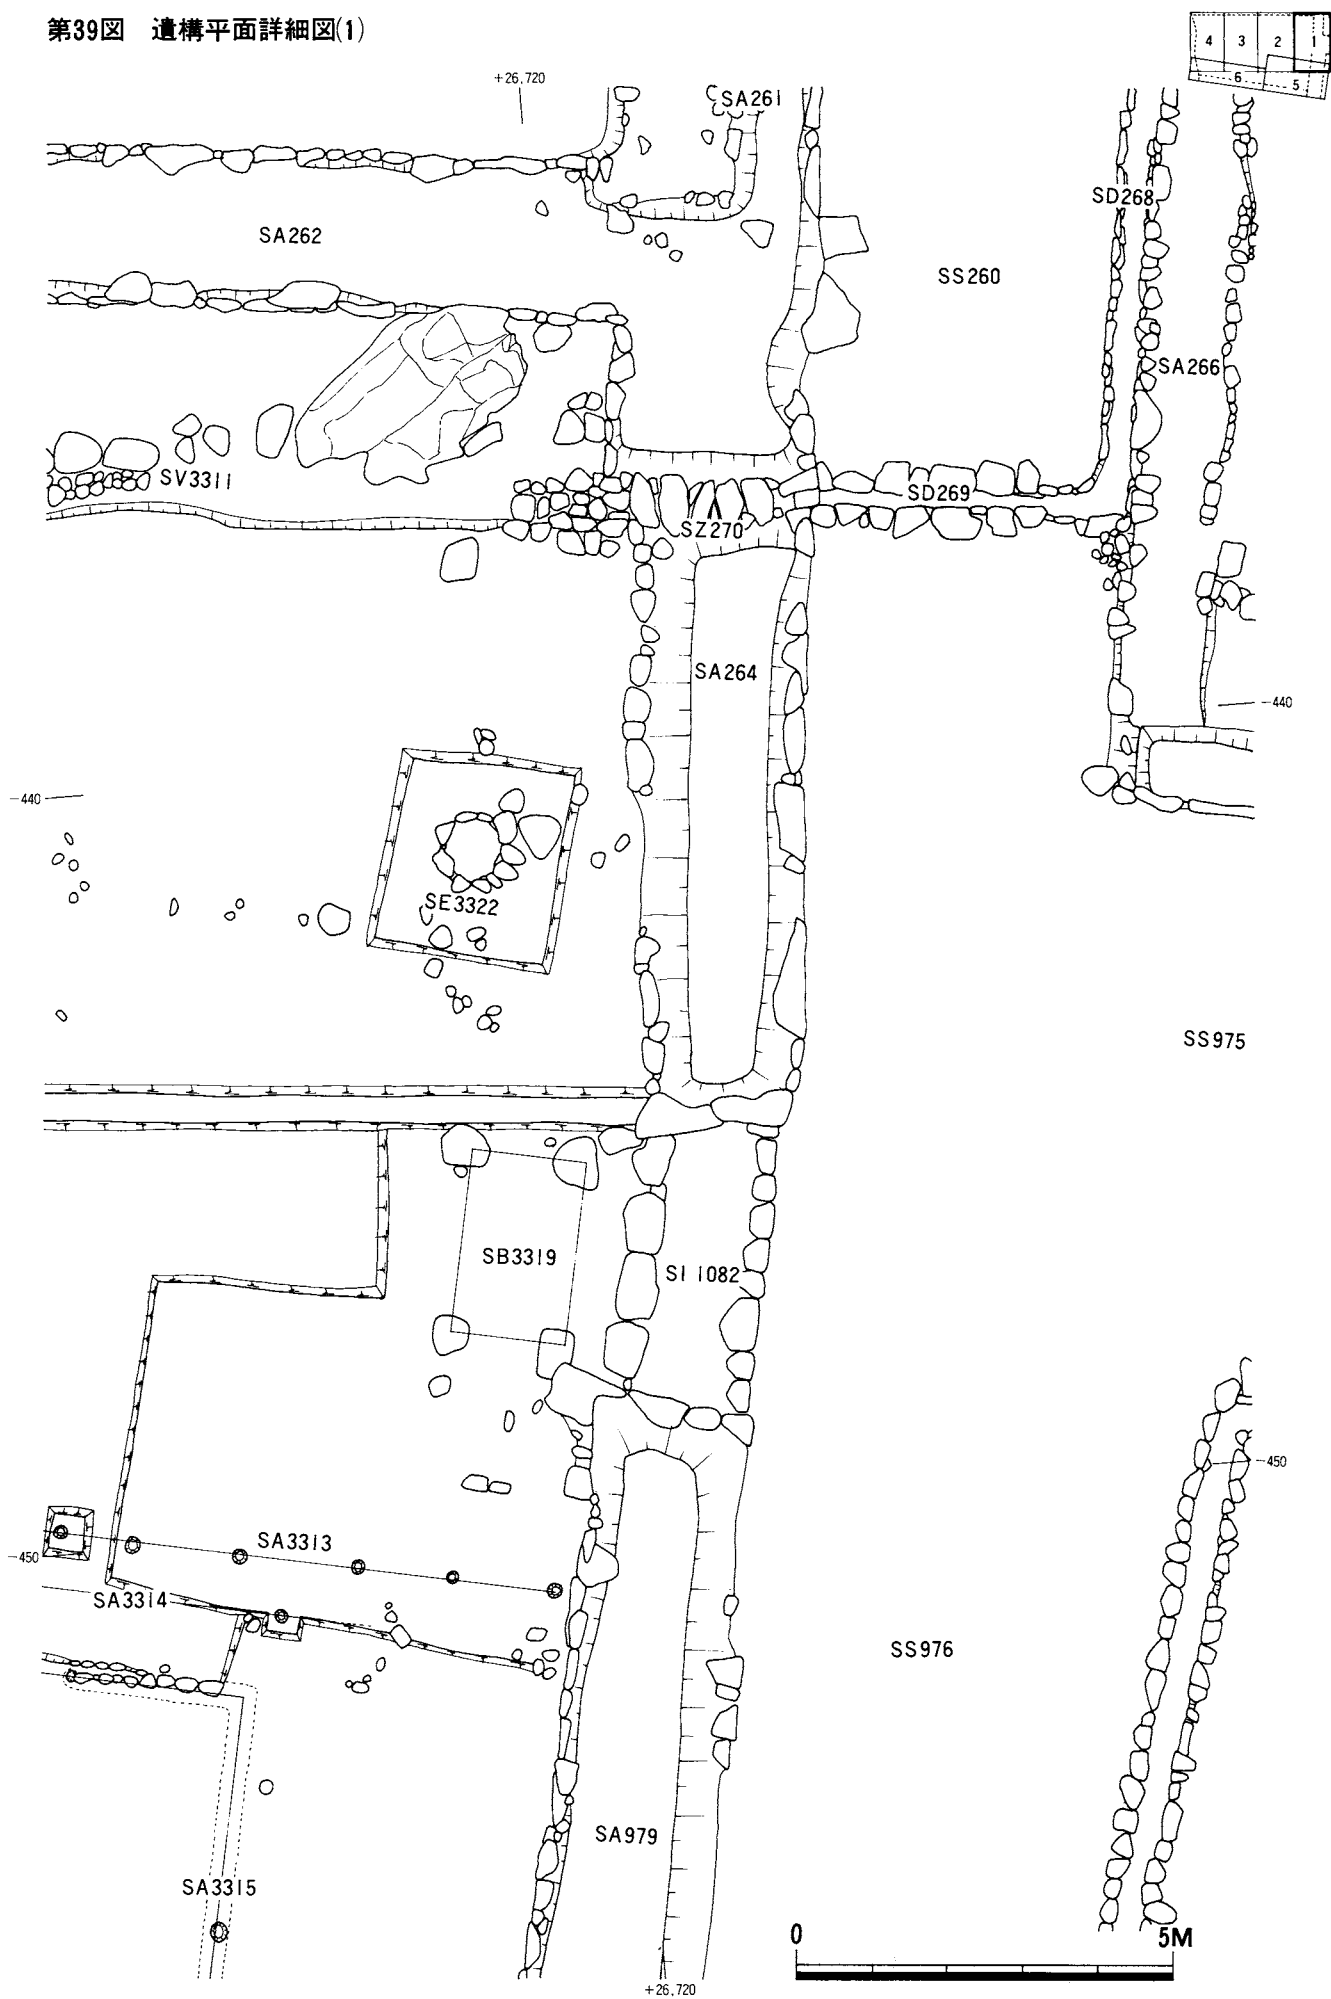 第39図 遺構平面詳細図(1)
4 3 2 1
6 5
+26,720
SA261
SD268
SA262
SS260
SA266
SV3311
SD269
SZ270
SA264
-440
-440
SE3322
SS975
SB3319
SI1082
-450
SA3313
-450
SA3314
SS976
SA979
SA3315
0 5M
+26,720